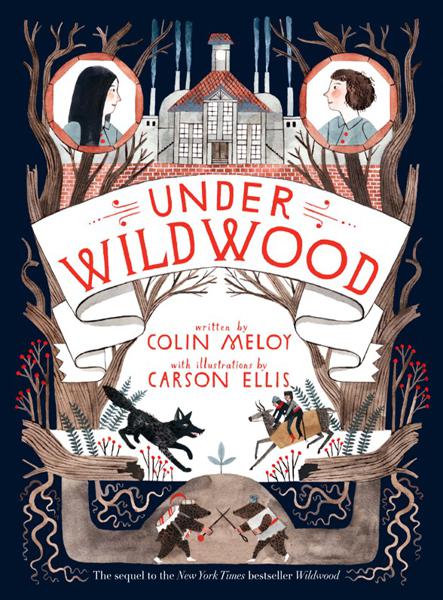 UNDER
WILDWOOD
written by
COLIN MELOY
with illustrations by
CARSON ELLIS
The sequel to the New York Times bestseller Wildwood